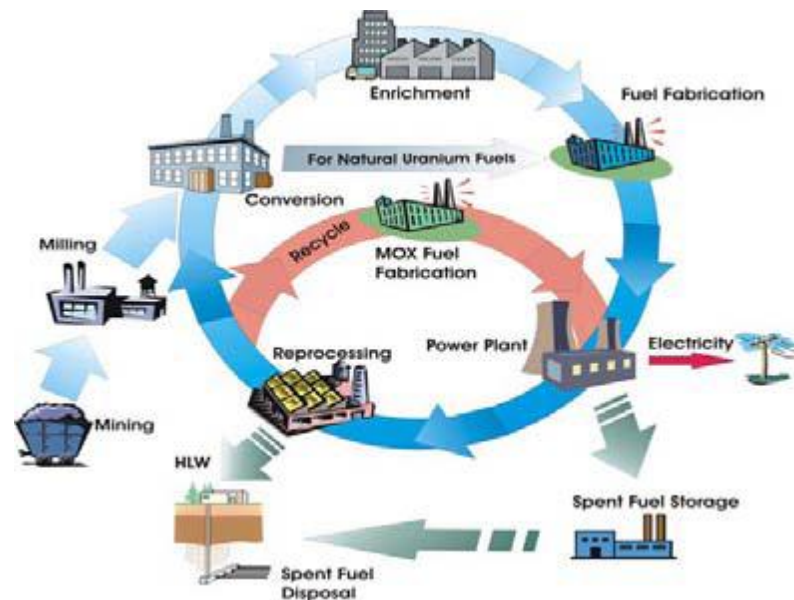 Enrichment
Fuel Fabrication
For Natural Uranium Fuels
Conversion
Milling
Recycle
MOX Fuel
Fabrication
Reprocessing
Power Plant
Electricity
Mining
HLW
Spent Fuel Storage
Spent Fuel
Disposal